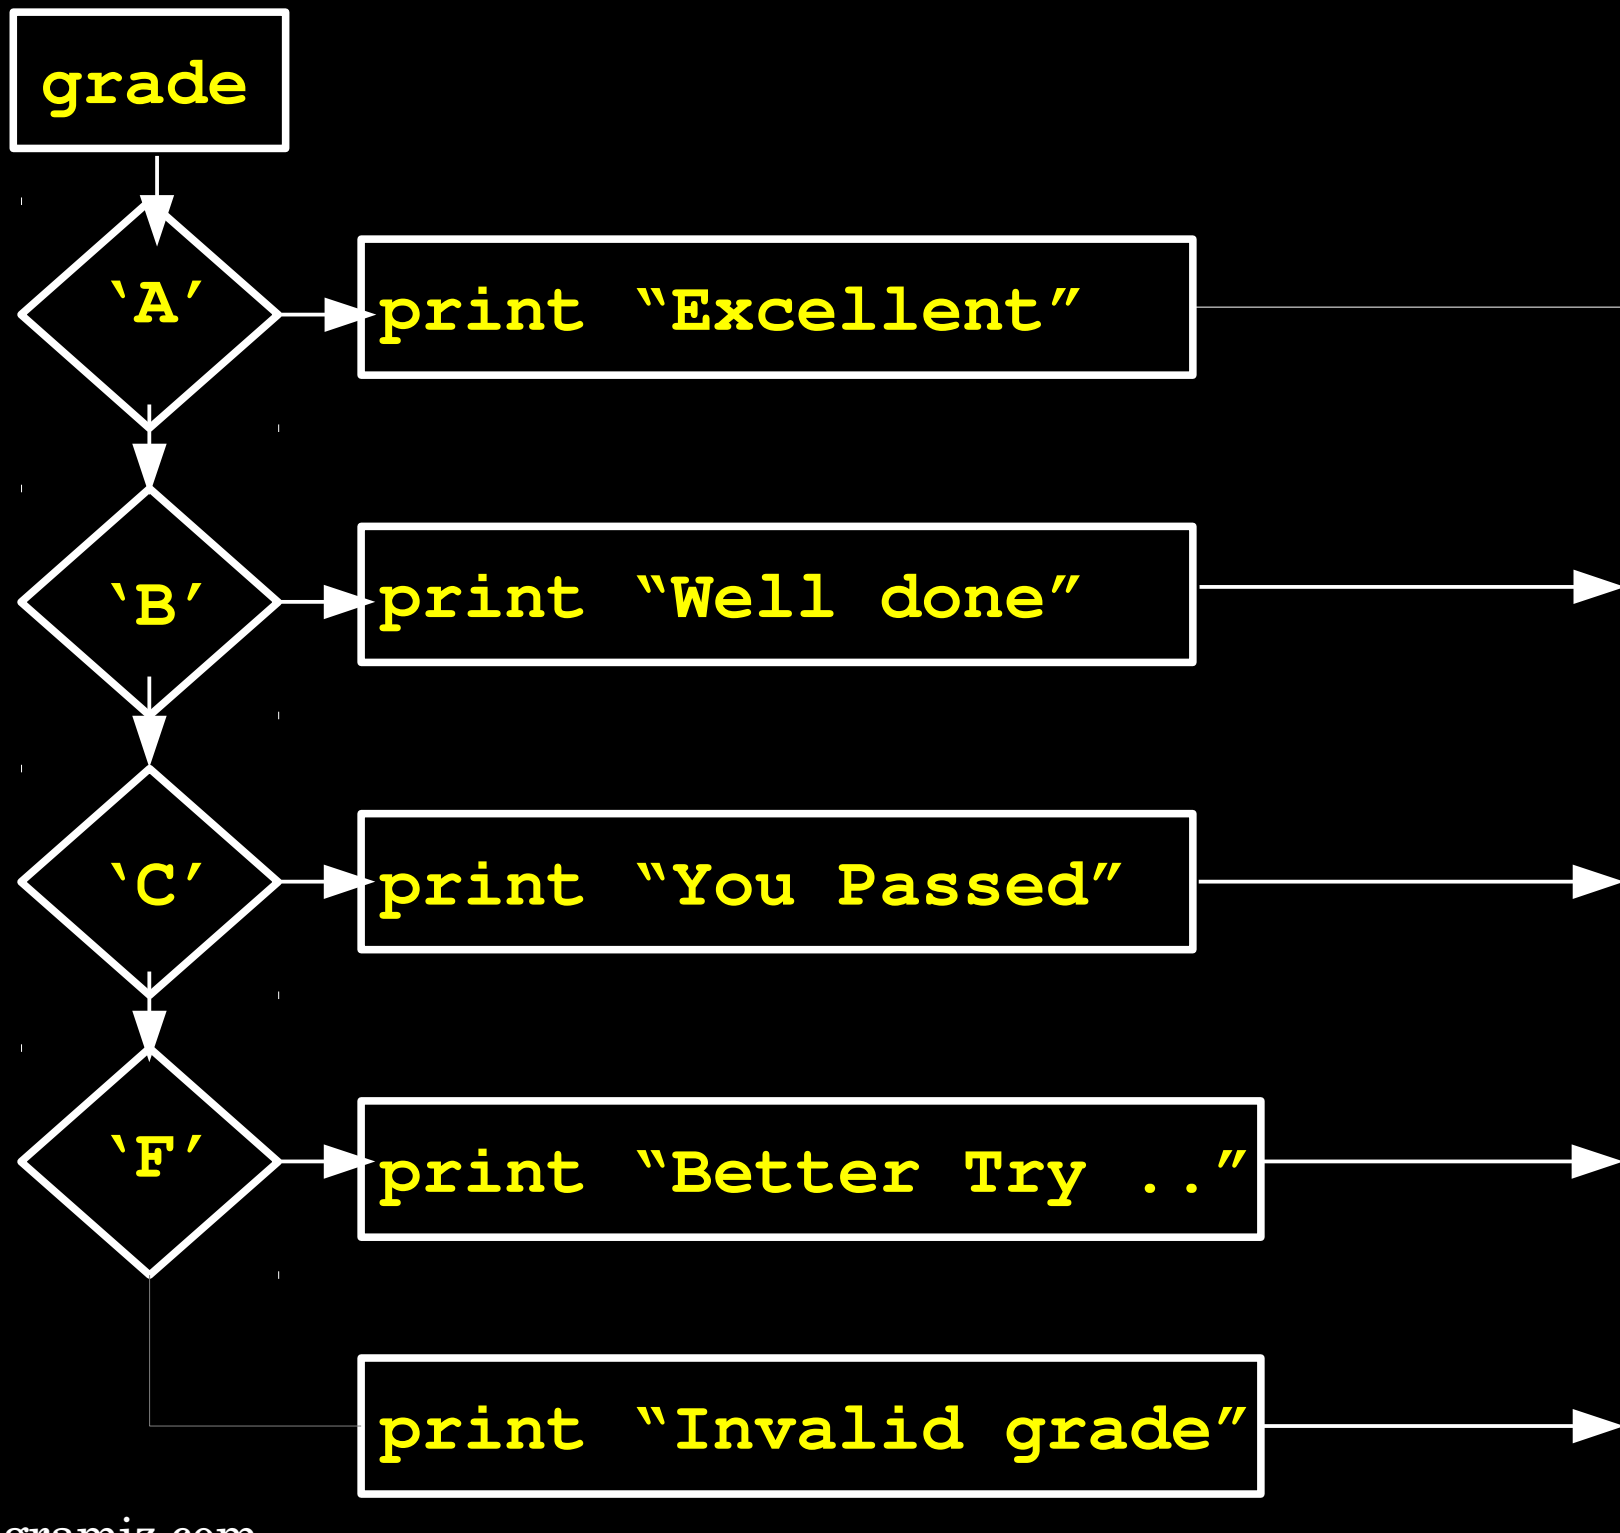 grade
‘A’
print “Excellent”
‘B’
print “Well done”
‘C’
print “You Passed”
‘F’
print “Better Try ..”
print “Invalid grade”